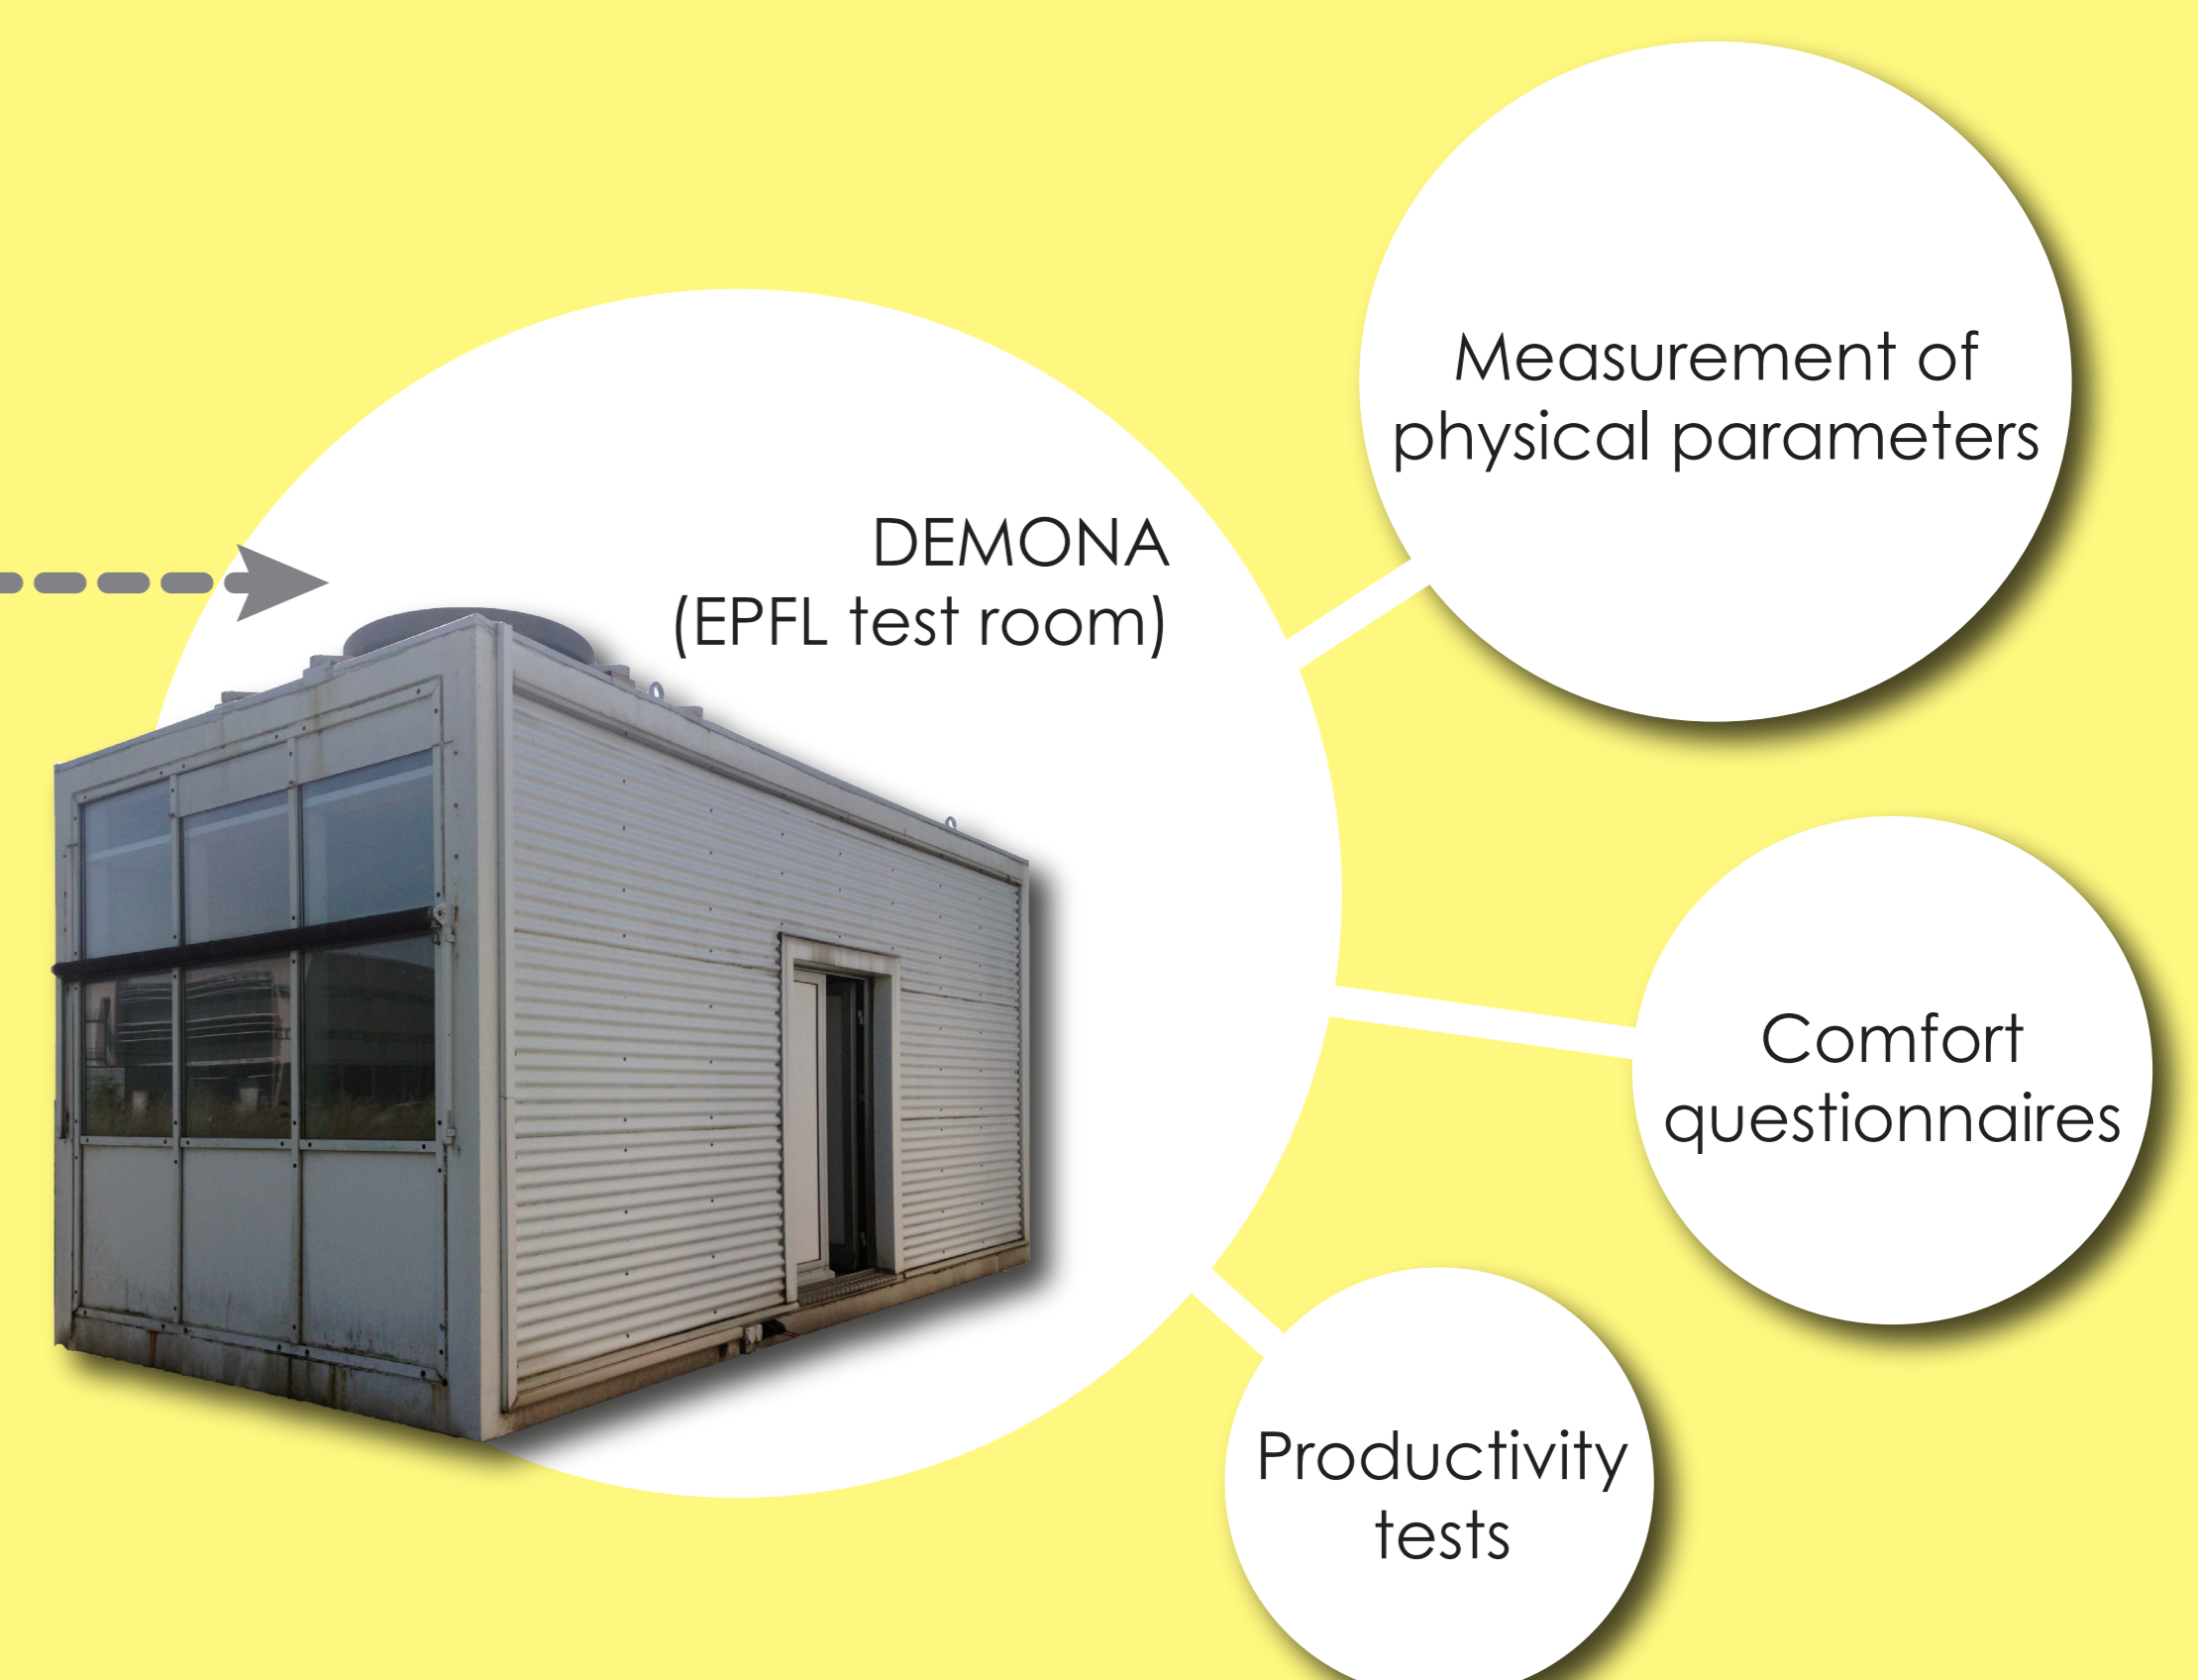 DEMONA
(EPFL test room)
Measurement of
physical parameters
Comfort
questionnaires
Productivity
tests